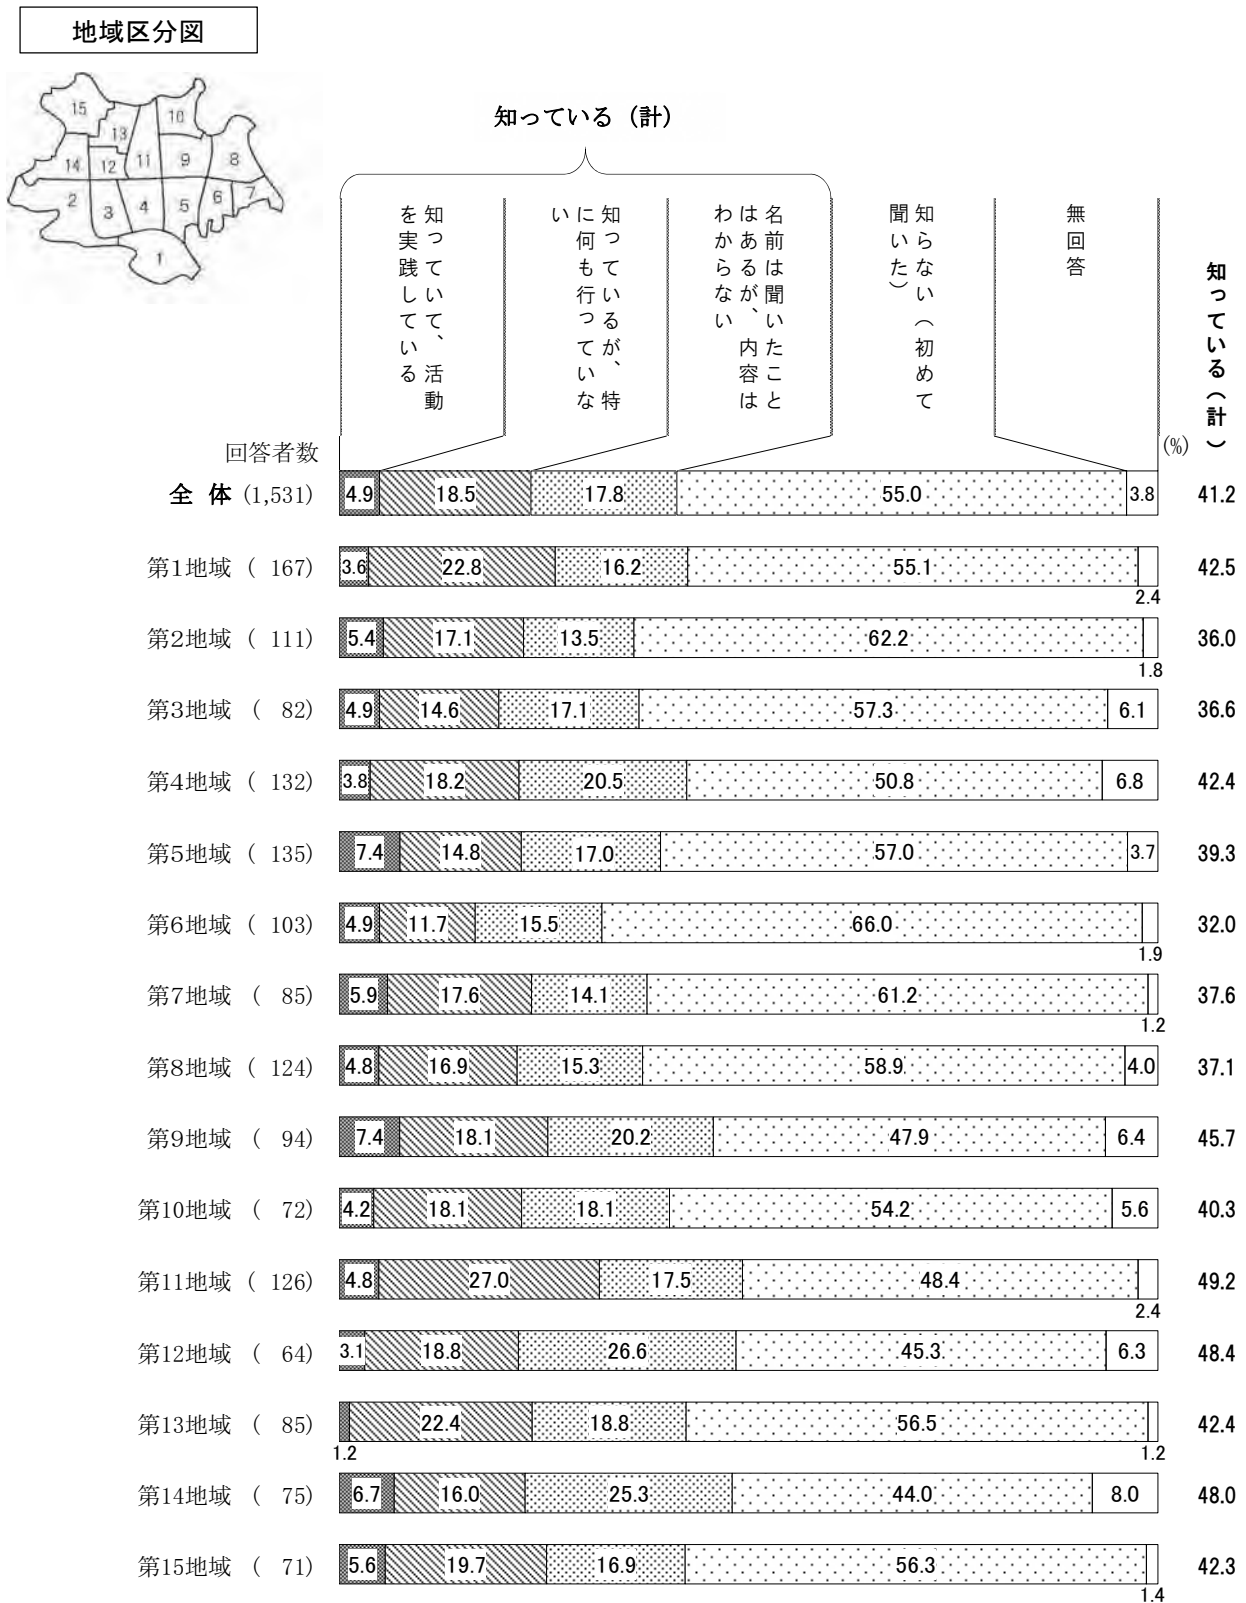 地域区分図
15
10
13
14
12
11
9
8
2
3
4
5
6
7
1
知っている（計）
知っていて、活動
を実践している
知っているが、特
に何も行っていな
い
名前は聞いたこと
はあるが、内容は
わからない
知らない（初めて
聞いた）
無回答
知っている（計）
回答者数
(%)
全 体 (1,531) 4.9 18.5 17.8 55.0 3.8 41.2
第1地域 ( 167) 3.6 22.8 16.2 55.1 2.4 42.5
第2地域 ( 111) 5.4 17.1 13.5 62.2 1.8 36.0
第3地域 ( 82) 4.9 14.6 17.1 57.3 6.1 36.6
第4地域 ( 132) 3.8 18.2 20.5 50.8 6.8 42.4
第5地域 ( 135) 7.4 14.8 17.0 57.0 3.7 39.3
第6地域 ( 103) 4.9 11.7 15.5 66.0 1.9 32.0
第7地域 ( 85) 5.9 17.6 14.1 61.2 1.2 37.6
第8地域 ( 124) 4.8 16.9 15.3 58.9 4.0 37.1
第9地域 ( 94) 7.4 18.1 20.2 47.9 6.4 45.7
第10地域 ( 72) 4.2 18.1 18.1 54.2 5.6 40.3
第11地域 ( 126) 4.8 27.0 17.5 48.4 2.4 49.2
第12地域 ( 64) 3.1 18.8 26.6 45.3 6.3 48.4
第13地域 ( 85) 1.2 22.4 18.8 56.5 1.2 42.4
第14地域 ( 75) 6.7 16.0 25.3 44.0 8.0 48.0
第15地域 ( 71) 5.6 19.7 16.9 56.3 1.4 42.3